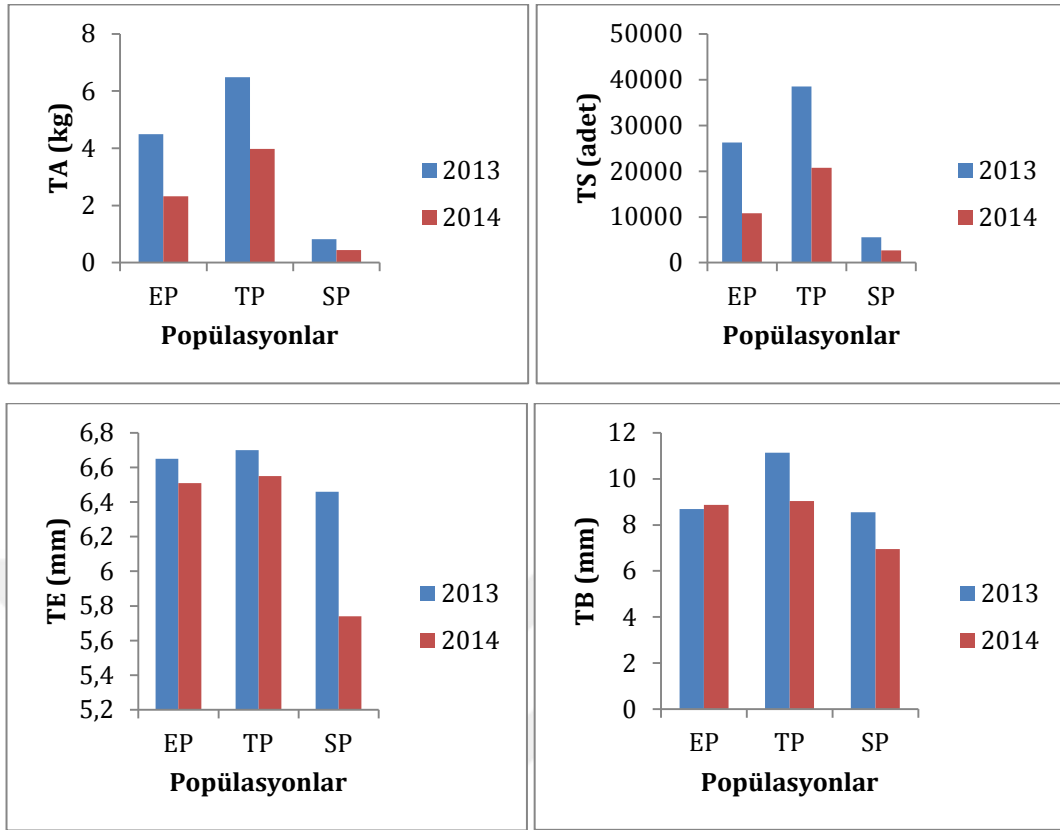 TA (kg)
8
6
4
2
0
EP TP SP
Popülasyonlar
2013
2014
TS (adet)
50000
40000
30000
20000
10000
0
EP TP SP
Popülasyonlar
2013
2014
TE (mm)
6,8
6,6
6,4
6,2
6
5,8
5,6
5,4
5,2
EP TP SP
Popülasyonlar
2013
2014
TB (mm)
12
10
8
6
4
2
0
EP TP SP
Popülasyonlar
2013
2014